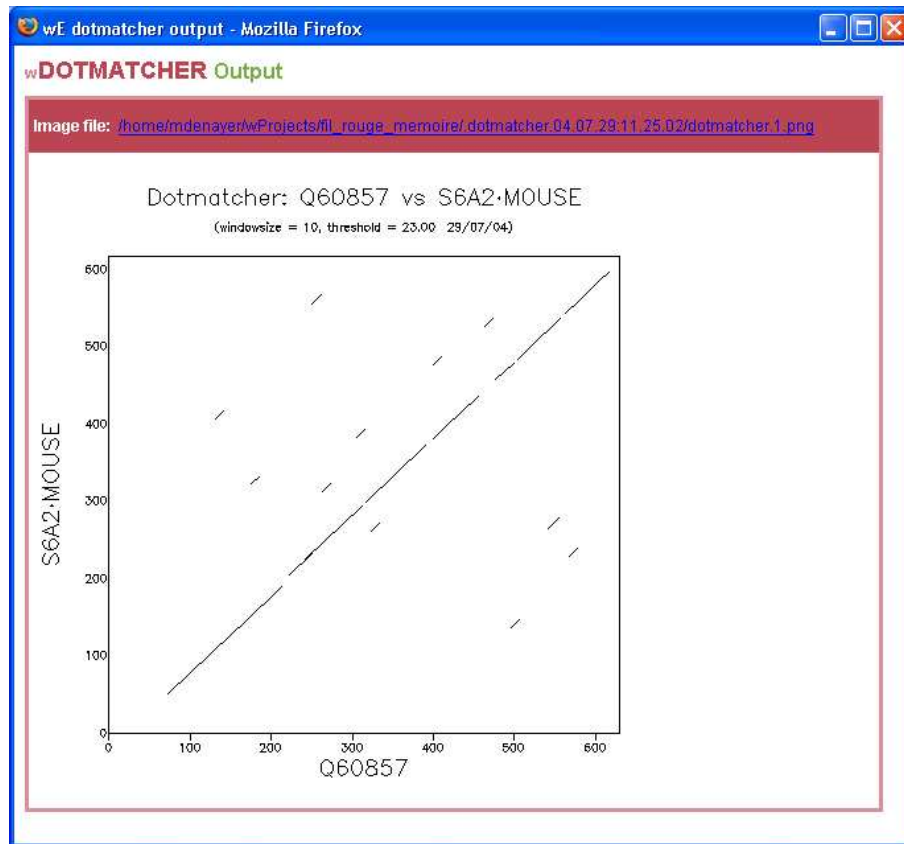 wE dotmatcher output - Mozilla Firefox
wDOTMATCHER Output
Image file: /home/mdenayer/wProjects/fil_rouge_memoire/.dotmatcher.04.07.29:11.25.02/dotmatcher.1.png
Dotmatcher: Q60857 vs S6A2·MOUSE
(windowsize = 10, threshold = 23.00 29/07/04)
600
500
400
300
200
100
0
S6A2·MOUSE
0 100 200 300 400 500 600
Q60857